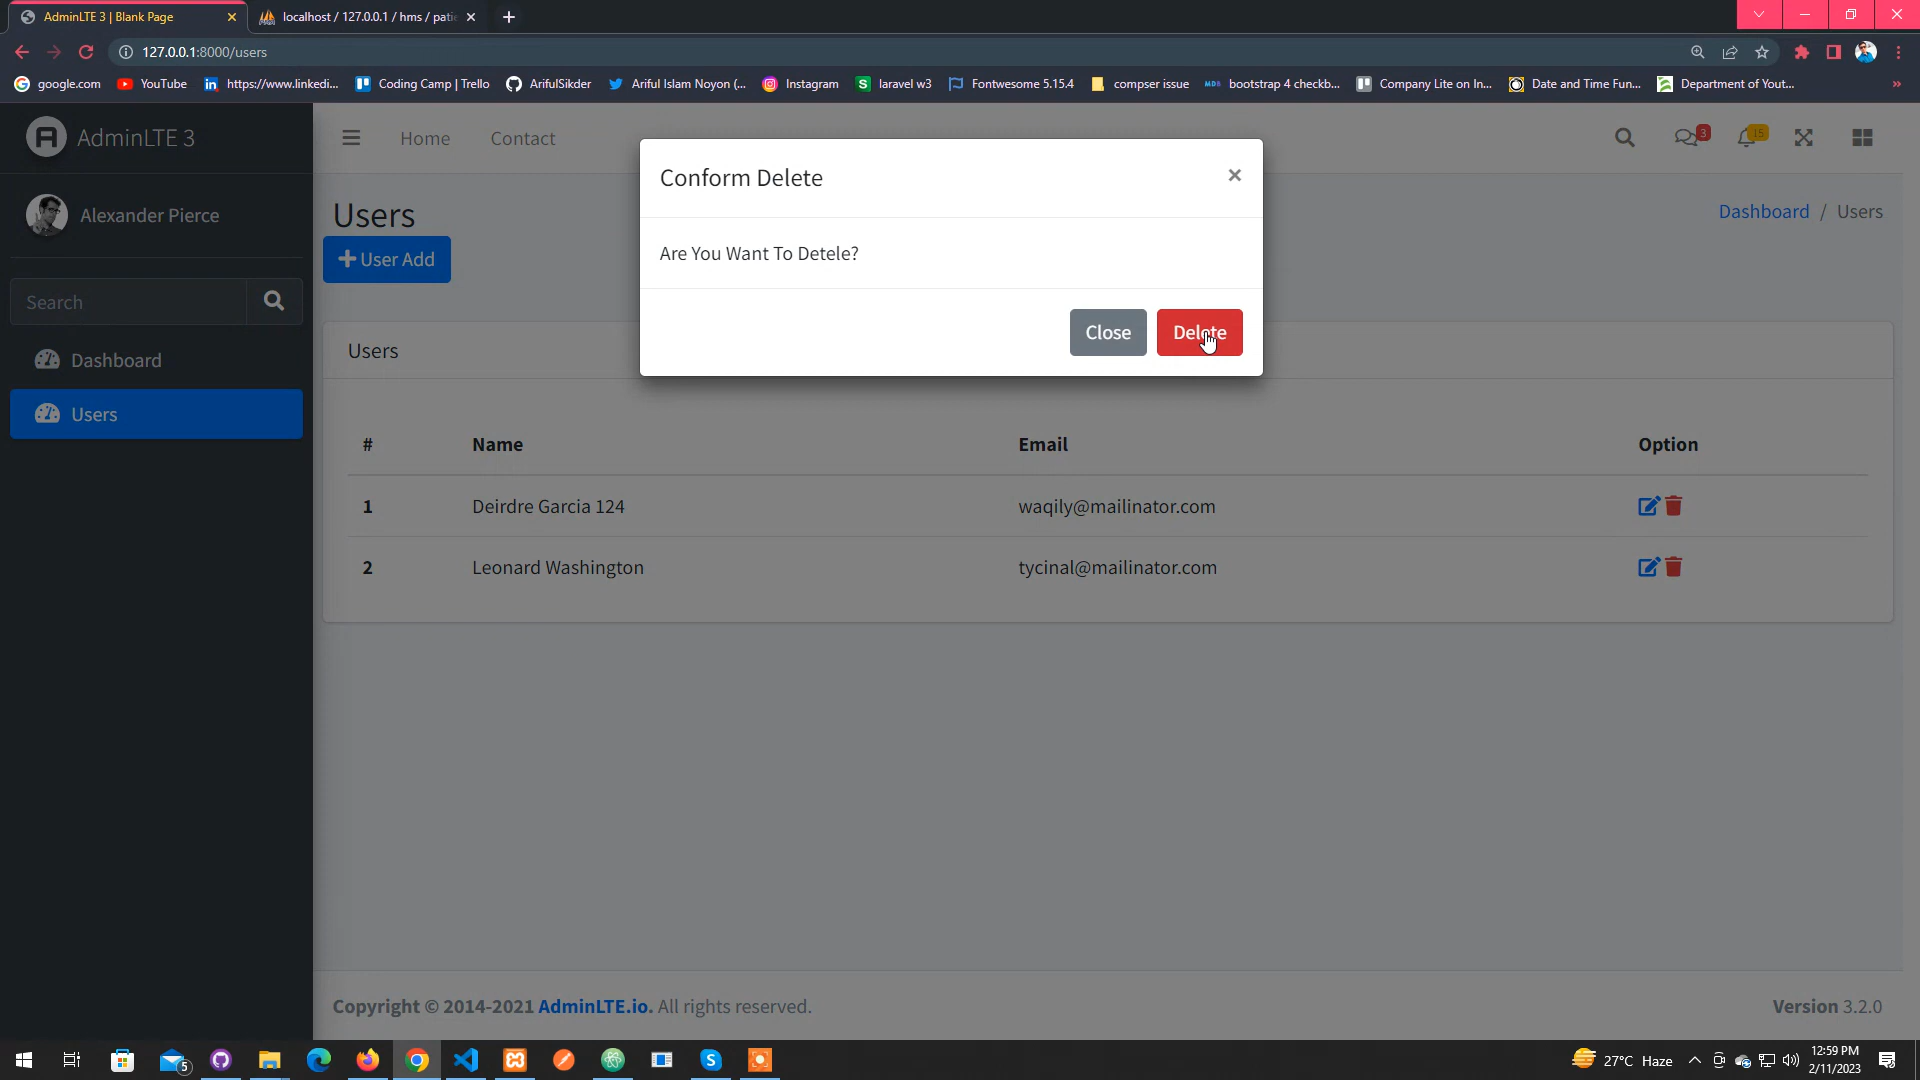 AdminLTE 3 | Blank Page
localhost / 127.0.0.1 / hms / patie
127.0.0.1:8000/users
google.com
YouTube
https://www.linkedi...
Coding Camp | Trello
ArifulSikder
Ariful Islam Noyon (...
Instagram
laravel w3
Fontwesome 5.15.4
compser issue
MDB
bootstrap 4 checkb...
Company Lite on In...
Date and Time Fun...
Department of Yout...
»
AdminLTE 3
Home
Contact
3
15
Conform Delete
×
Are You Want To Detele?
Close
Delete
Alexander Pierce
Users
Dashboard / Users
User Add
Search
Dashboard
Users
Users
# Name Email Option
1 Deirdre Garcia 124 waqily@mailinator.com
2 Leonard Washington tycinal@mailinator.com
Copyright © 2014-2021 AdminLTE.io. All rights reserved.
Version 3.2.0
5
27°C Haze
12:59 PM
2/11/2023